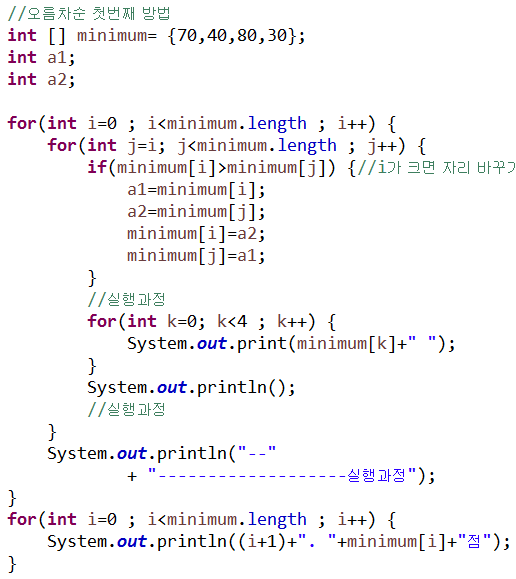 //오름차순 첫번째 방법
int [] minimum= {70,40,80,30};
int a1;
int a2;

for(int i=0 ; i<minimum.length ; i++) {
    for(int j=i; j<minimum.length ; j++) {
        if(minimum[i]>minimum[j]) {//i가 크면 자리 바꾸기
            a1=minimum[i];
            a2=minimum[j];
            minimum[i]=a2;
            minimum[j]=a1;
        }
        //실행과정
        for(int k=0; k<4 ; k++) {
            System.out.print(minimum[k]+" ");
        }
        System.out.println();
        //실행과정
    }
    System.out.println("--"
            + "-------------------실행과정");
}
for(int i=0 ; i<minimum.length ; i++) {
    System.out.println((i+1)+". "+minimum[i]+"점");
}